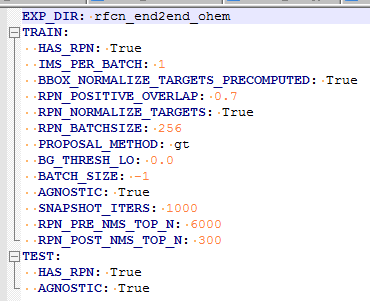 EXP_DIR: rfcn_end2end_ohem
TRAIN:
  HAS_RPN: True
  IMS_PER_BATCH: 1
  BBOX_NORMALIZE_TARGETS_PRECOMPUTED: True
  RPN_POSITIVE_OVERLAP: 0.7
  RPN_NORMALIZE_TARGETS: True
  RPN_BATCHSIZE: 256
  PROPOSAL_METHOD: gt
  BG_THRESH_LO: 0.0
  BATCH_SIZE: -1
  AGNOSTIC: True
  SNAPSHOT_ITERS: 1000
  RPN_PRE_NMS_TOP_N: 6000
  RPN_POST_NMS_TOP_N: 300
TEST:
  HAS_RPN: True
  AGNOSTIC: True